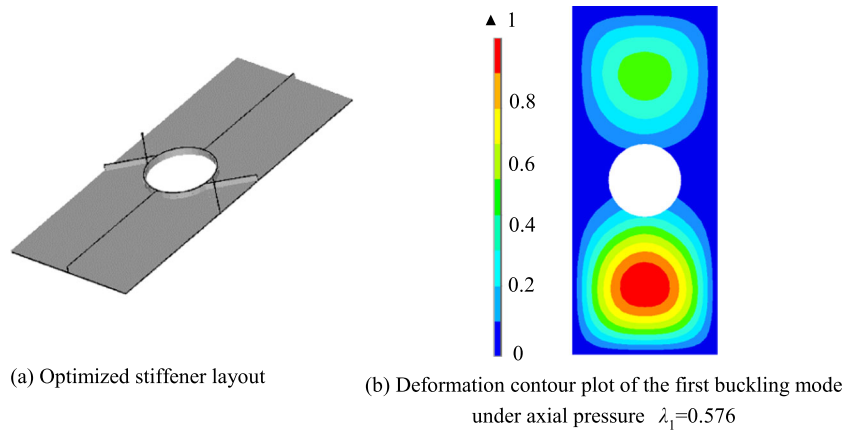 ▲ 1
0.8
0.6
0.4
0.2
0
(a) Optimized stiffener layout
(b) Deformation contour plot of the first buckling mode
under axial pressure λ₁=0.576